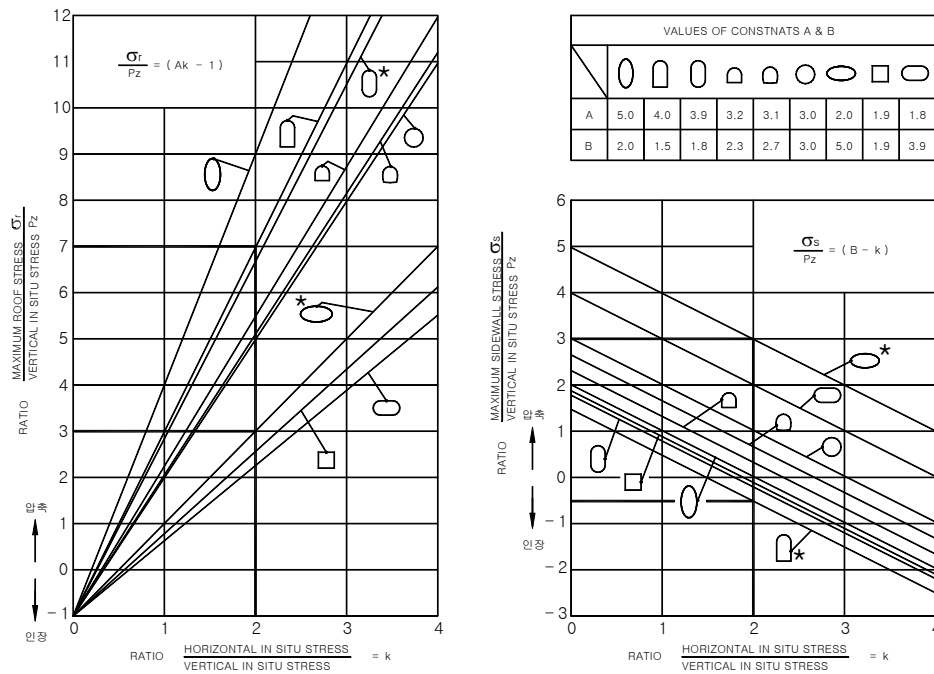 12
11
10
9
8
7
6
5
4
3
2
1
0
−1
σr
Pz
= ( Ak − 1 )
*
*
MAXIMUM ROOF STRESS σr
VERTICAL IN SITU STRESS Pz
RATIO
압축
인장
0 1 2 3 4
RATIO HORIZONTAL IN SITU STRESS
VERTICAL IN SITU STRESS
= k
VALUES OF CONSTNATS A & B
A 5.0 4.0 3.9 3.2 3.1 3.0 2.0 1.9 1.8
B 2.0 1.5 1.8 2.3 2.7 3.0 5.0 1.9 3.9
6
5
4
3
2
1
0
−1
−2
−3
σs
Pz
= ( B − k )
*
*
MAXIMUM SIDEWALL STRESS σs
VERTICAL IN SITU STRESS Pz
RATIO
압축
인장
0 1 2 3 4
RATIO HORIZONTAL IN SITU STRESS
VERTICAL IN SITU STRESS
= k